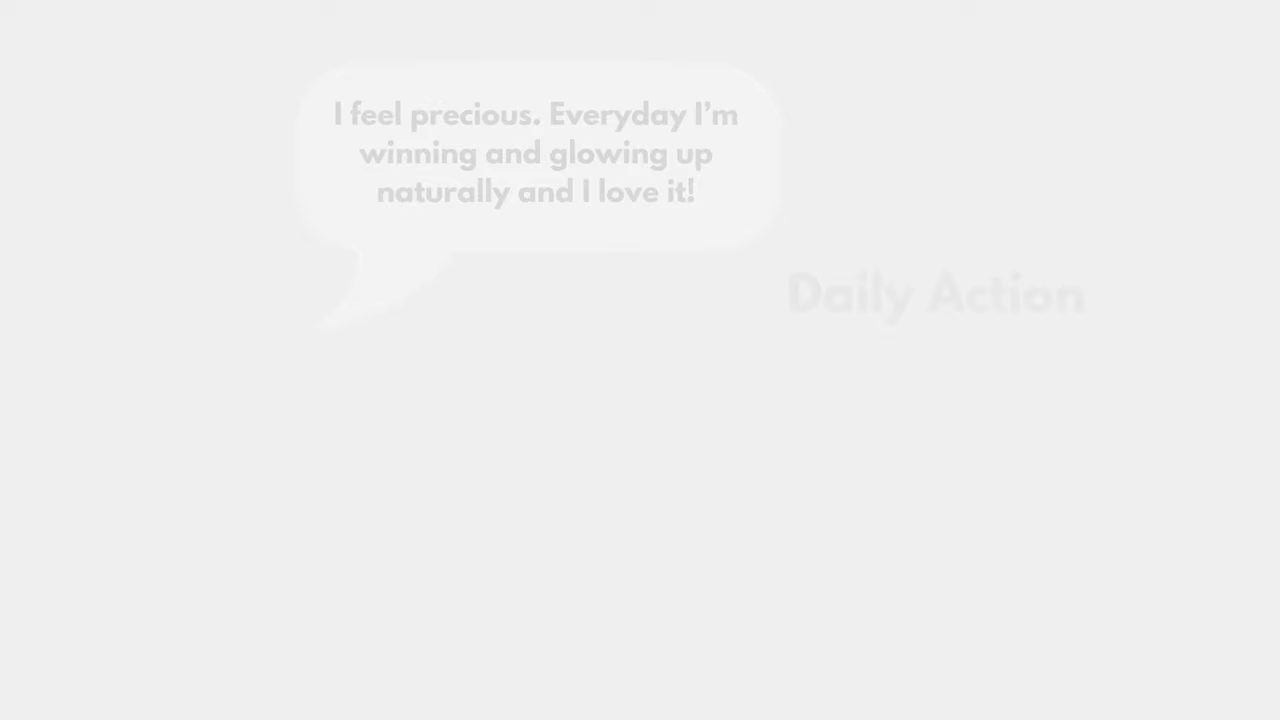 I feel precious. Everyday I’m
winning and glowing up
naturally and I love it!
Daily Action